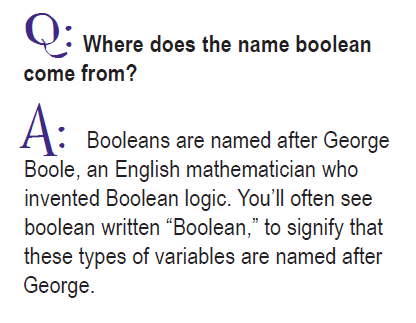 Q: Where does the name boolean
come from?
A: Booleans are named after George
Boole, an English mathematician who
invented Boolean logic. You’ll often see
boolean written “Boolean,” to signify that
these types of variables are named after
George.